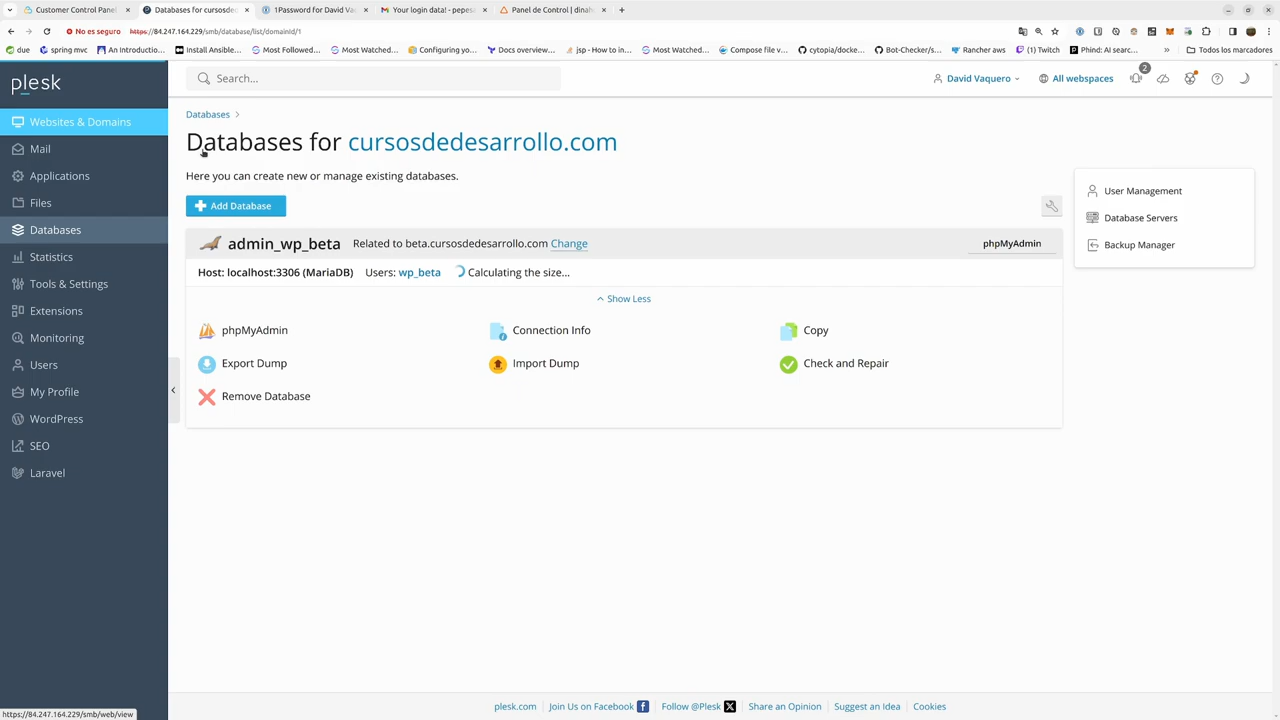 Customer Control Panel
Databases for cursosded
1Password For David Vaq
Your login data! - pepesa
Panel de Control | dinah
No es seguro
https://84.247.164.229/smb/database/list/domainId/1
due
spring mvc
An Introductio...
Install Ansible...
Most Followed...
Most Watched...
Configuring yo...
Docs overview...
jsp - How to in...
Most Watched...
Compose file v...
cytopia/docke...
Bot-Checker/s...
Rancher aws
(1) Twitch
Phind: AI searc...
»
Todos los marcadores
plesk
Search...
David Vaquero
All webspaces
2
Websites & Domains
Mail
Applications
Files
Databases
Statistics
Tools & Settings
Extensions
Monitoring
Users
My Profile
WordPress
SEO
Laravel
Databases >
Databases for cursosdedesarrollo.com
Here you can create new or manage existing databases.
Add Database
admin_wp_beta Related to beta.cursosdedesarrollo.com Change
phpMyAdmin
Host: localhost:3306 (MariaDB) Users: wp_beta Calculating the size...
Show Less
phpMyAdmin
Connection Info
Copy
Export Dump
Import Dump
Check and Repair
Remove Database
User Management
Database Servers
Backup Manager
plesk.com
Join Us on Facebook
Follow @Plesk
Share an Opinion
Suggest an Idea
Cookies
https://84.247.164.229/smb/web/view